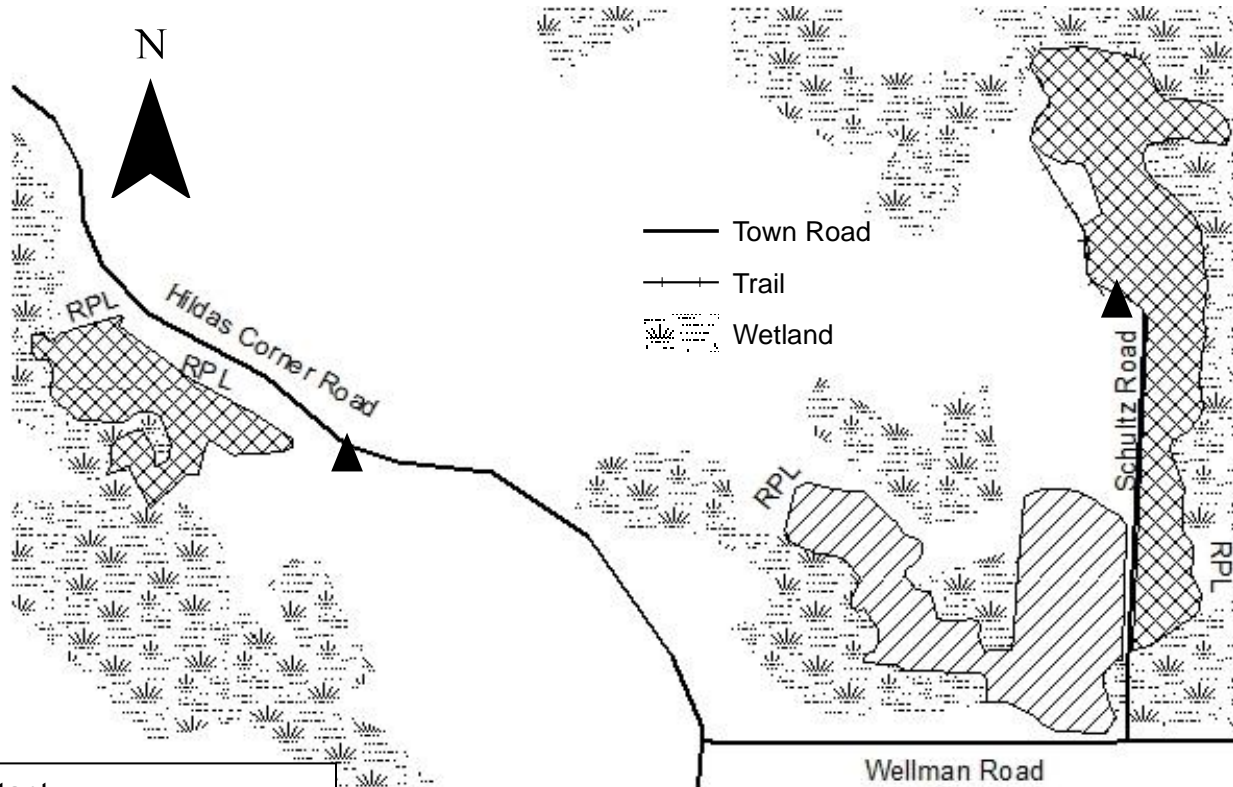 N
Town Road
Trail
Wetland
RPL
Hildas Corner Road
RPL
Schultz Road
RPL
RPL
Wellman Road